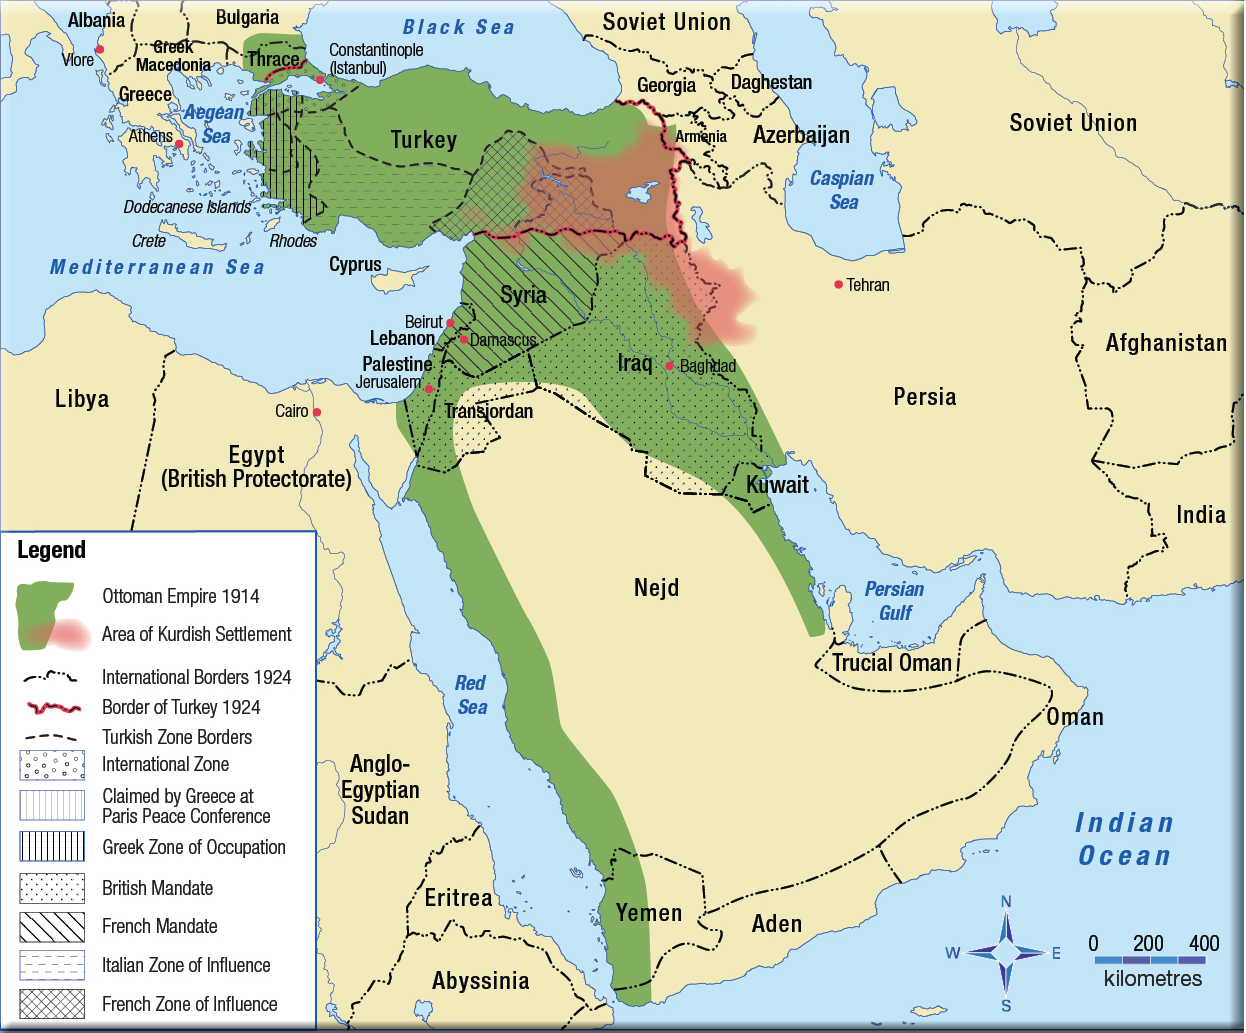 Albania
Bulgaria
Black Sea
Soviet Union
Vlore
Greek
Macedonia
Thrace
Constantinople
(Istanbul)
Georgia
Daghestan
Greece
Aegean
Sea
Athens
Turkey
Armenia
Azerbaijan
Soviet Union
Caspian
Sea
Dodecanese Islands
Crete
Rhodes
Mediterranean Sea
Cyprus
Tehran
Syria
Beirut
Lebanon
Damascus
Palestine
Jerusalem
Iraq
Baghdad
Afghanistan
Libya
Cairo
Transjordan
Persia
Egypt
(British Protectorate)
Kuwait
India
Nejd
Persian
Gulf
Trucial Oman
Red
Sea
Oman
Anglo-
Egyptian
Sudan
Indian
Ocean
Eritrea
Yemen
Aden
Abyssinia
Legend
Ottoman Empire 1914
Area of Kurdish Settlement
International Borders 1924
Border of Turkey 1924
Turkish Zone Borders
International Zone
Claimed by Greece at
Paris Peace Conference
Greek Zone of Occupation
British Mandate
French Mandate
Italian Zone of Influence
French Zone of Influence
N
W E
S
0 200 400
kilometres